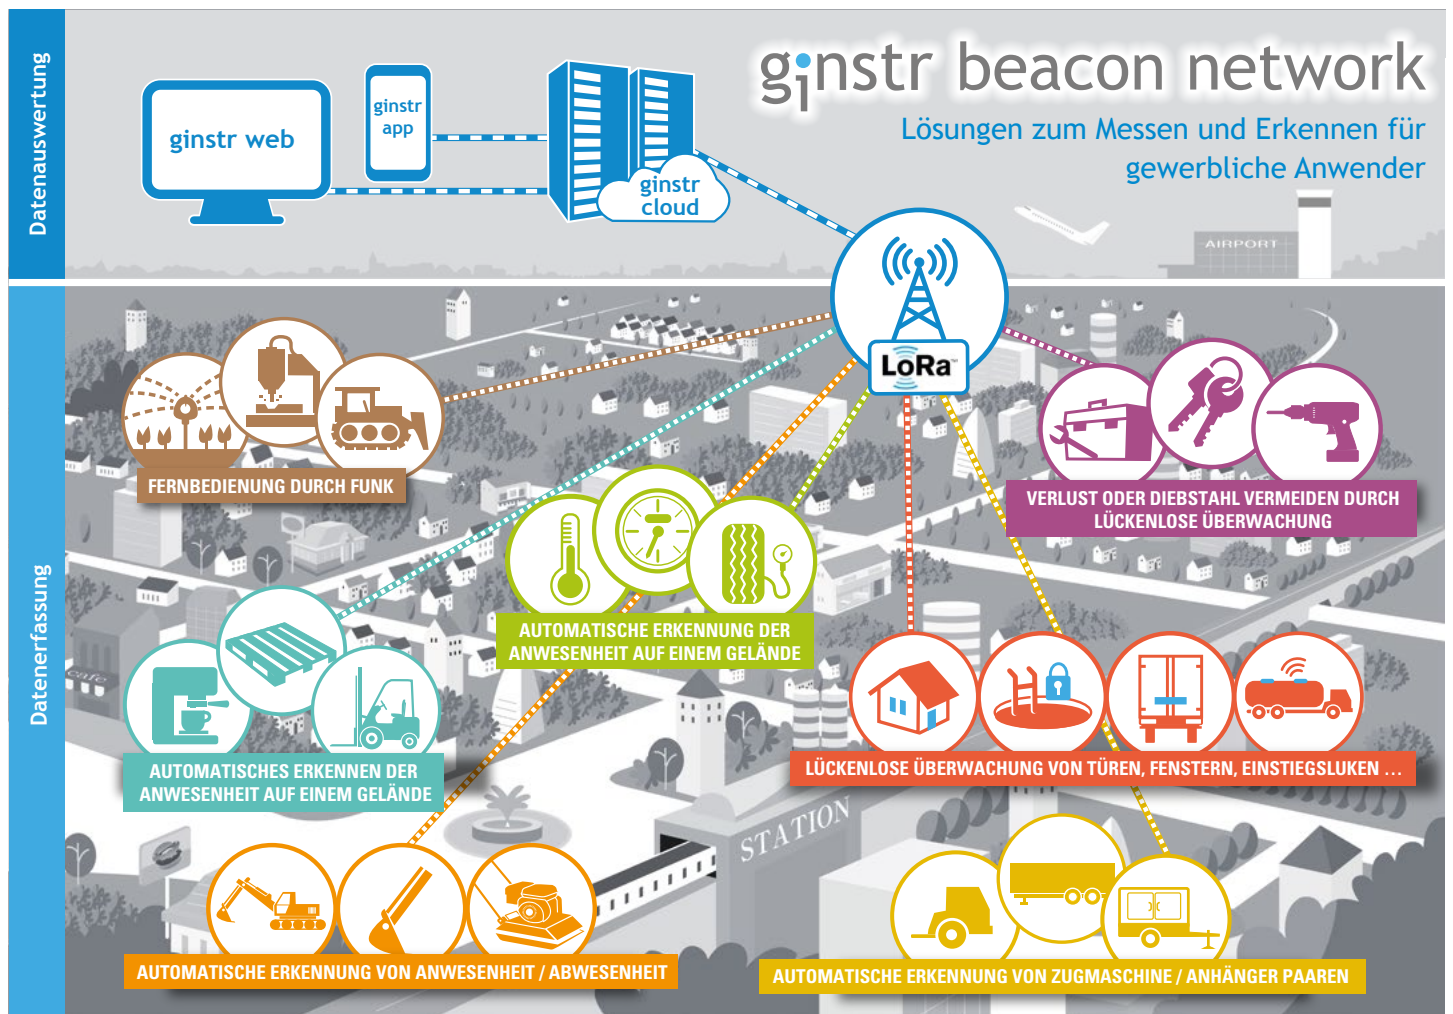 ginstr beacon network
Lösungen zum Messen und Erkennen für
gewerbliche Anwender
Datenauswertung
ginstr web
ginstr
app
ginstr
cloud
AIRPORT
LoRa™
Datenerfassung
FERNBEDIENUNG DURCH FUNK
VERLUST ODER DIEBSTAHL VERMEIDEN DURCH
LÜCKENLOSE ÜBERWACHUNG
AUTOMATISCHE ERKENNUNG DER
ANWESENHEIT AUF EINEM GELÄNDE
cafe
AUTOMATISCHES ERKENNEN DER
ANWESENHEIT AUF EINEM GELÄNDE
LÜCKENLOSE ÜBERWACHUNG VON TÜREN, FENSTERN, EINSTIEGSLUKEN ...
STATION
AUTOMATISCHE ERKENNUNG VON ANWESENHEIT / ABWESENHEIT
AUTOMATISCHE ERKENNUNG VON ZUGMASCHINE / ANHÄNGER PAAREN